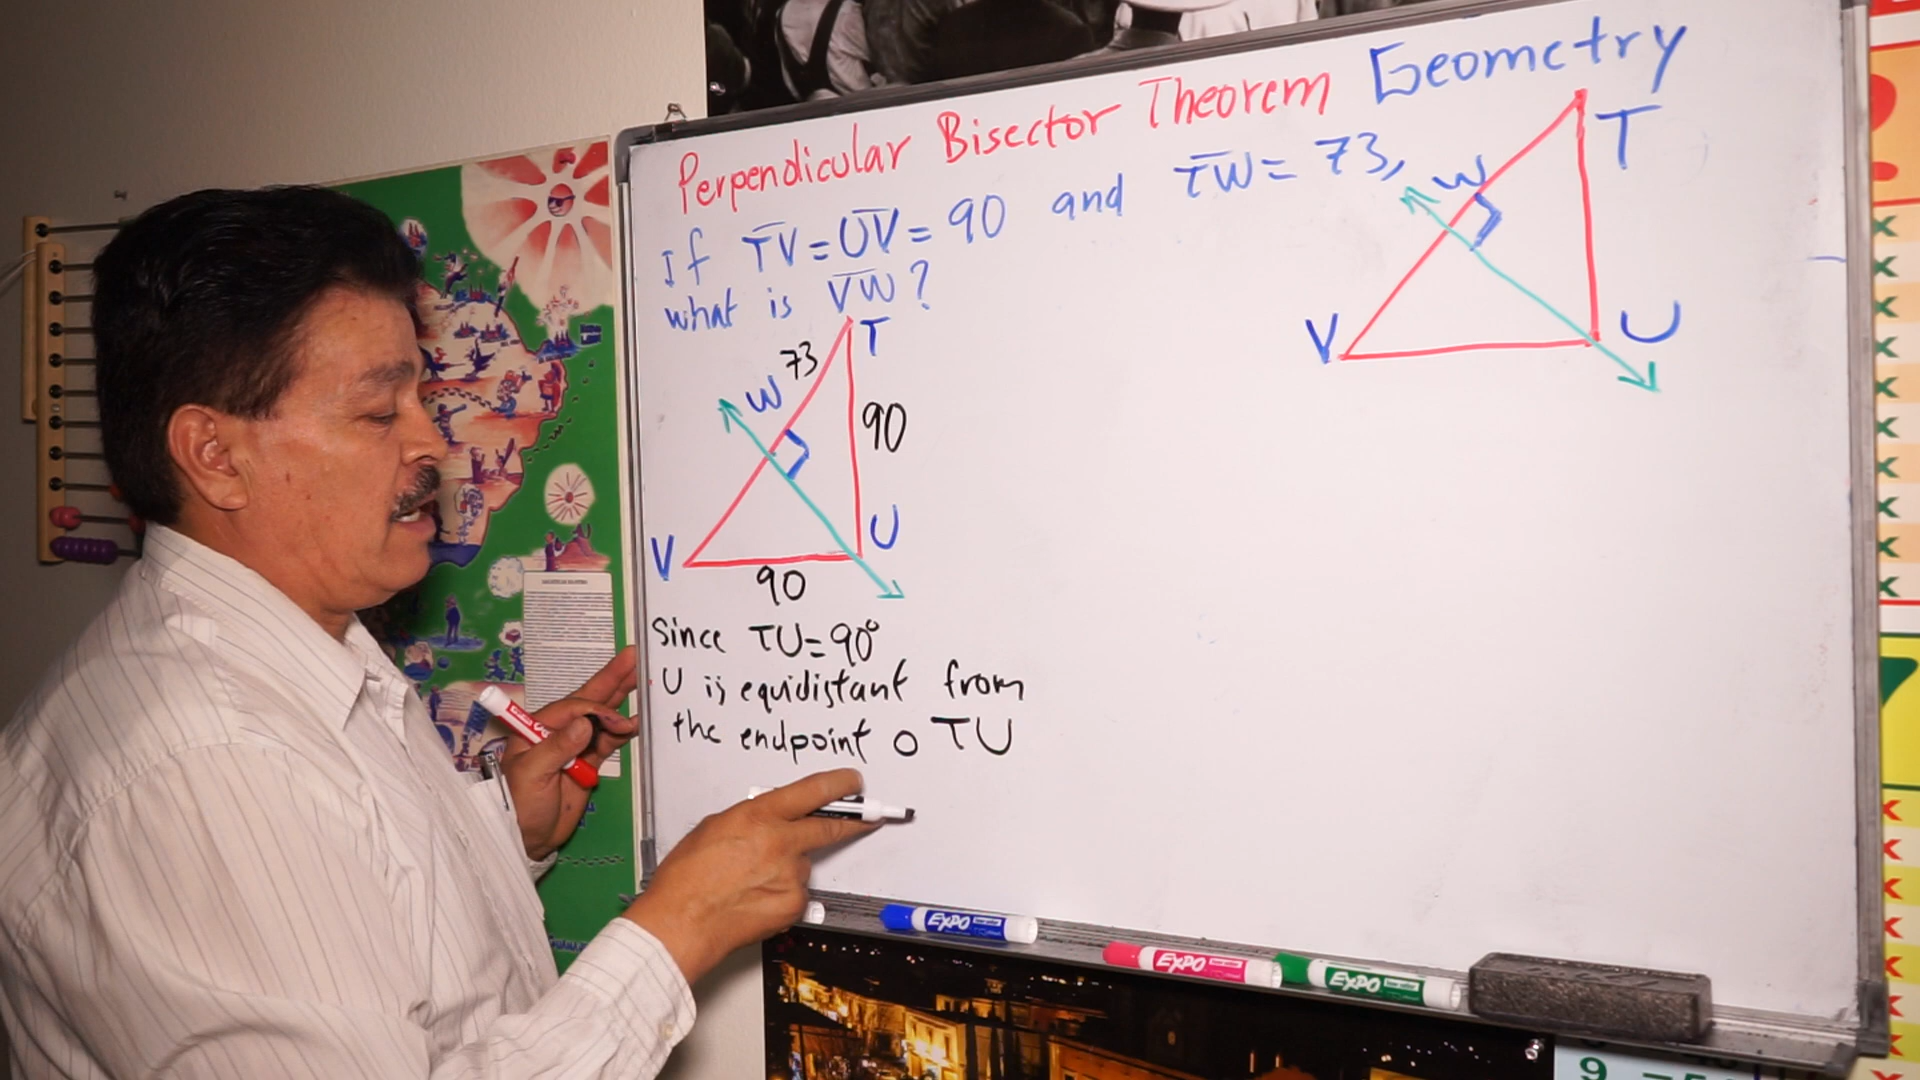 Perpendicular Bisector Theorem Geometry
If TV = UV = 90 and TW = 73,
what is VW?
T
W
V
U
T
73
W
90
V
U
90
Since TU = 90°
U is equidistant from
the endpoint o TU
EXPO
EXPO
EXPO